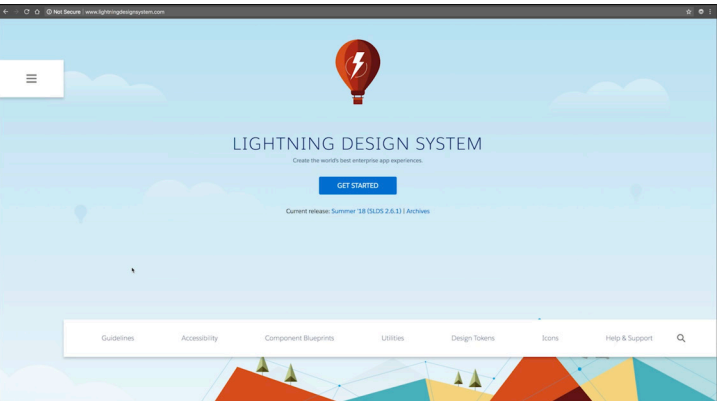 Not Secure | www.lightningdesignsystem.com
LIGHTNING DESIGN SYSTEM
Create the world's best enterprise app experiences.
GET STARTED
Current release: Summer '18 (SLDS 2.6.1) | Archives
Guidelines Accessibility Component Blueprints Utilities Design Tokens Icons Help & Support